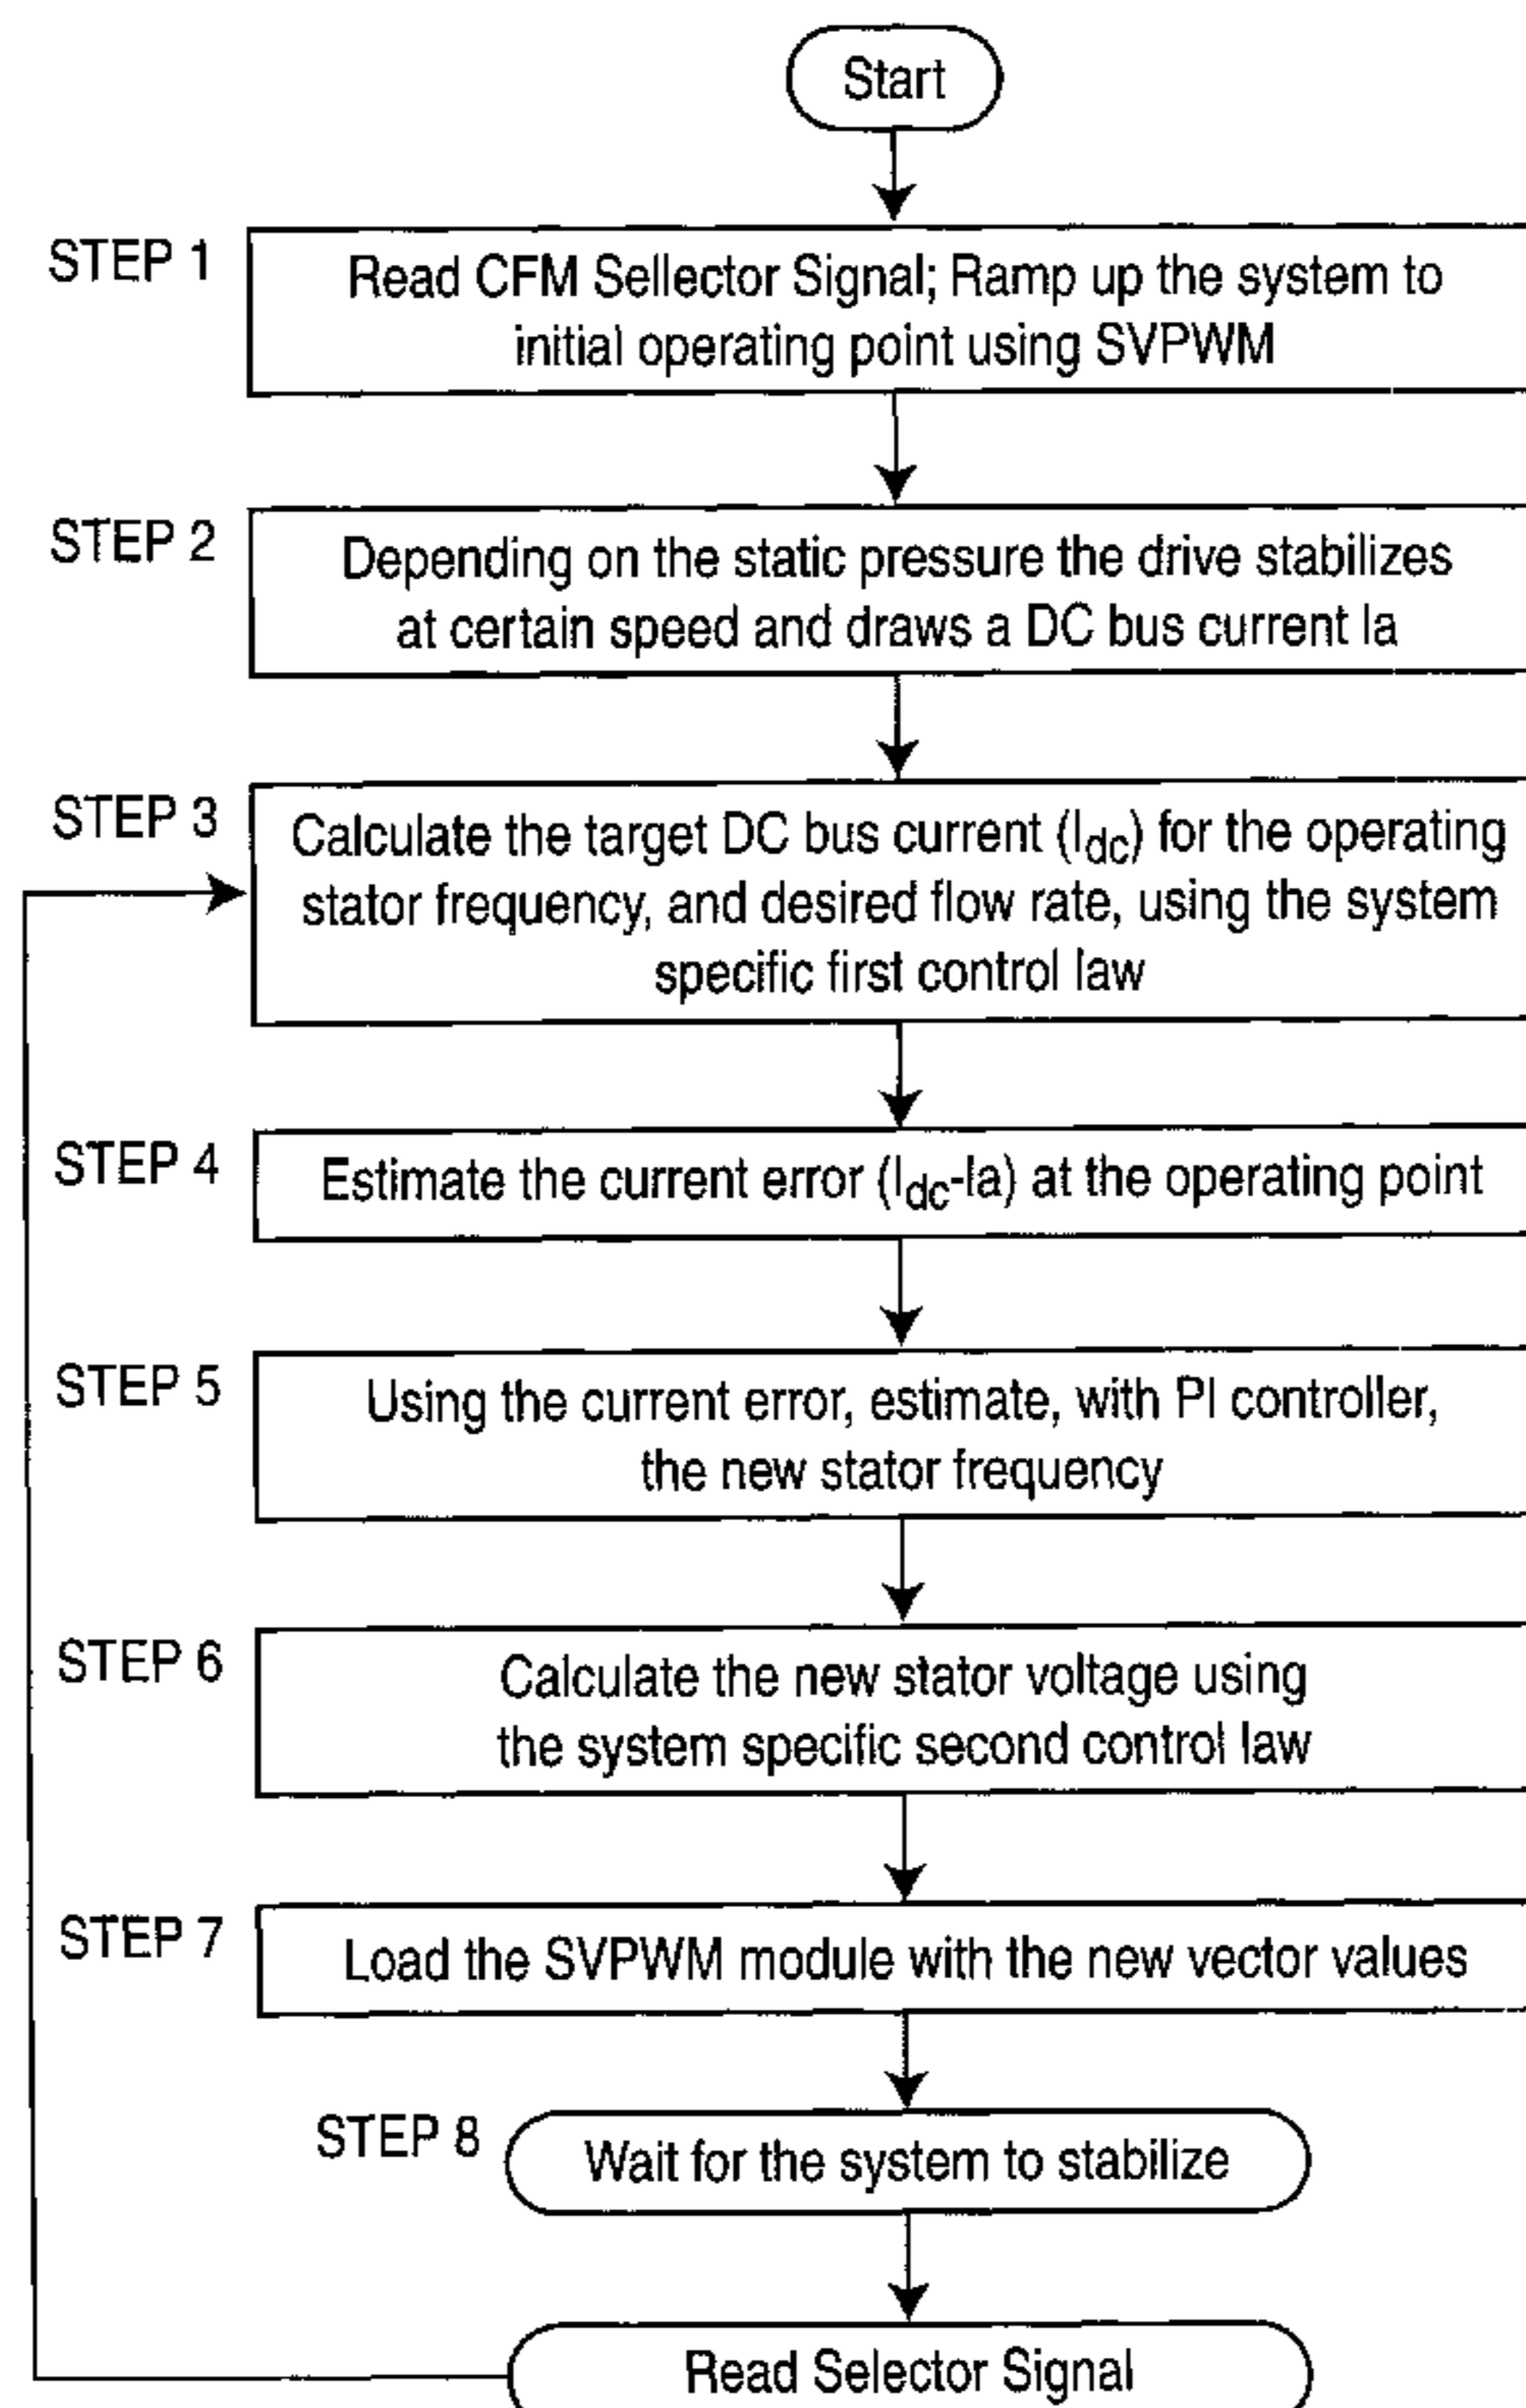 Start
STEP 1
Read CFM Sellector Signal; Ramp up the system to
initial operating point using SVPWM
STEP 2
Depending on the static pressure the drive stabilizes
at certain speed and draws a DC bus current Ia
STEP 3
Calculate the target DC bus current (Idc) for the operating
stator frequency, and desired flow rate, using the system
specific first control law
STEP 4
Estimate the current error (Idc-Ia) at the operating point
STEP 5
Using the current error, estimate, with PI controller,
the new stator frequency
STEP 6
Calculate the new stator voltage using
the system specific second control law
STEP 7
Load the SVPWM module with the new vector values
STEP 8
Wait for the system to stabilize
Read Selector Signal